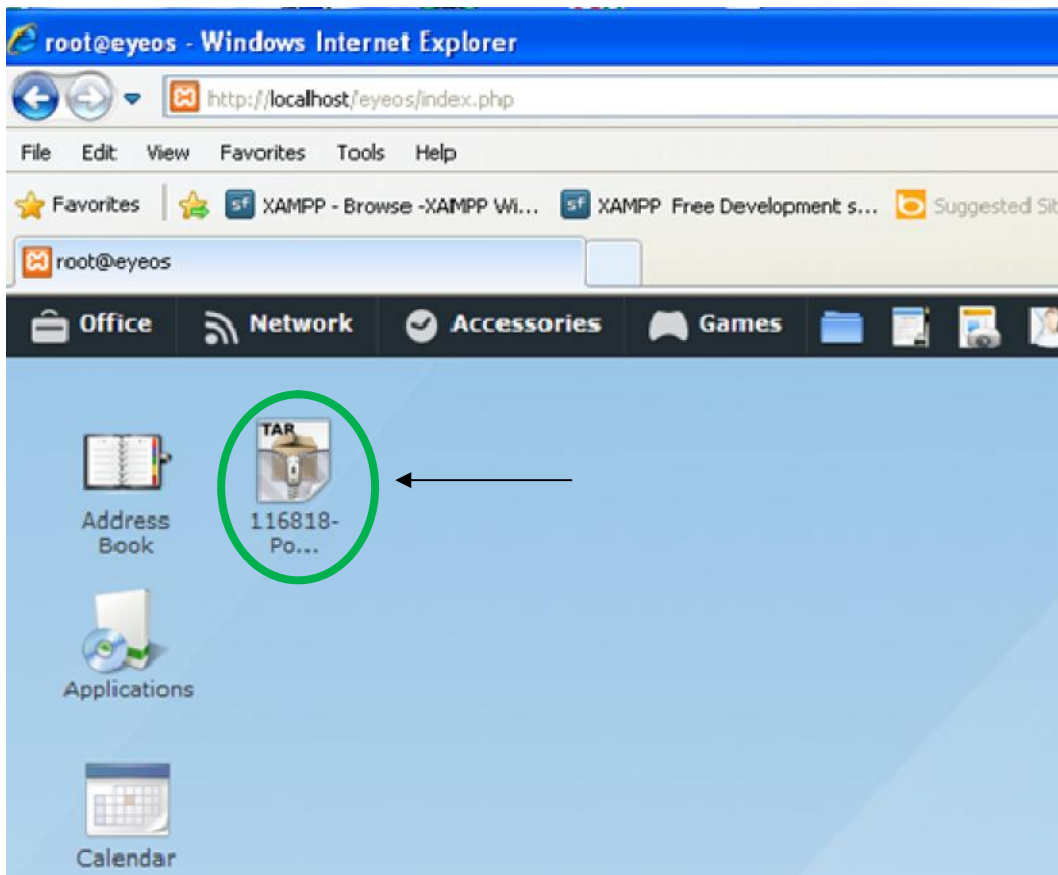 root@eyeos - Windows Internet Explorer
http://localhost/eyeos/index.php
File Edit View Favorites Tools Help
Favorites XAMPP - Browse -XAMPP Wi... XAMPP Free Development s... Suggested Sit
root@eyeos
Office Network Accessories Games
TAR
Address
Book
116818-
Po...
Applications
Calendar